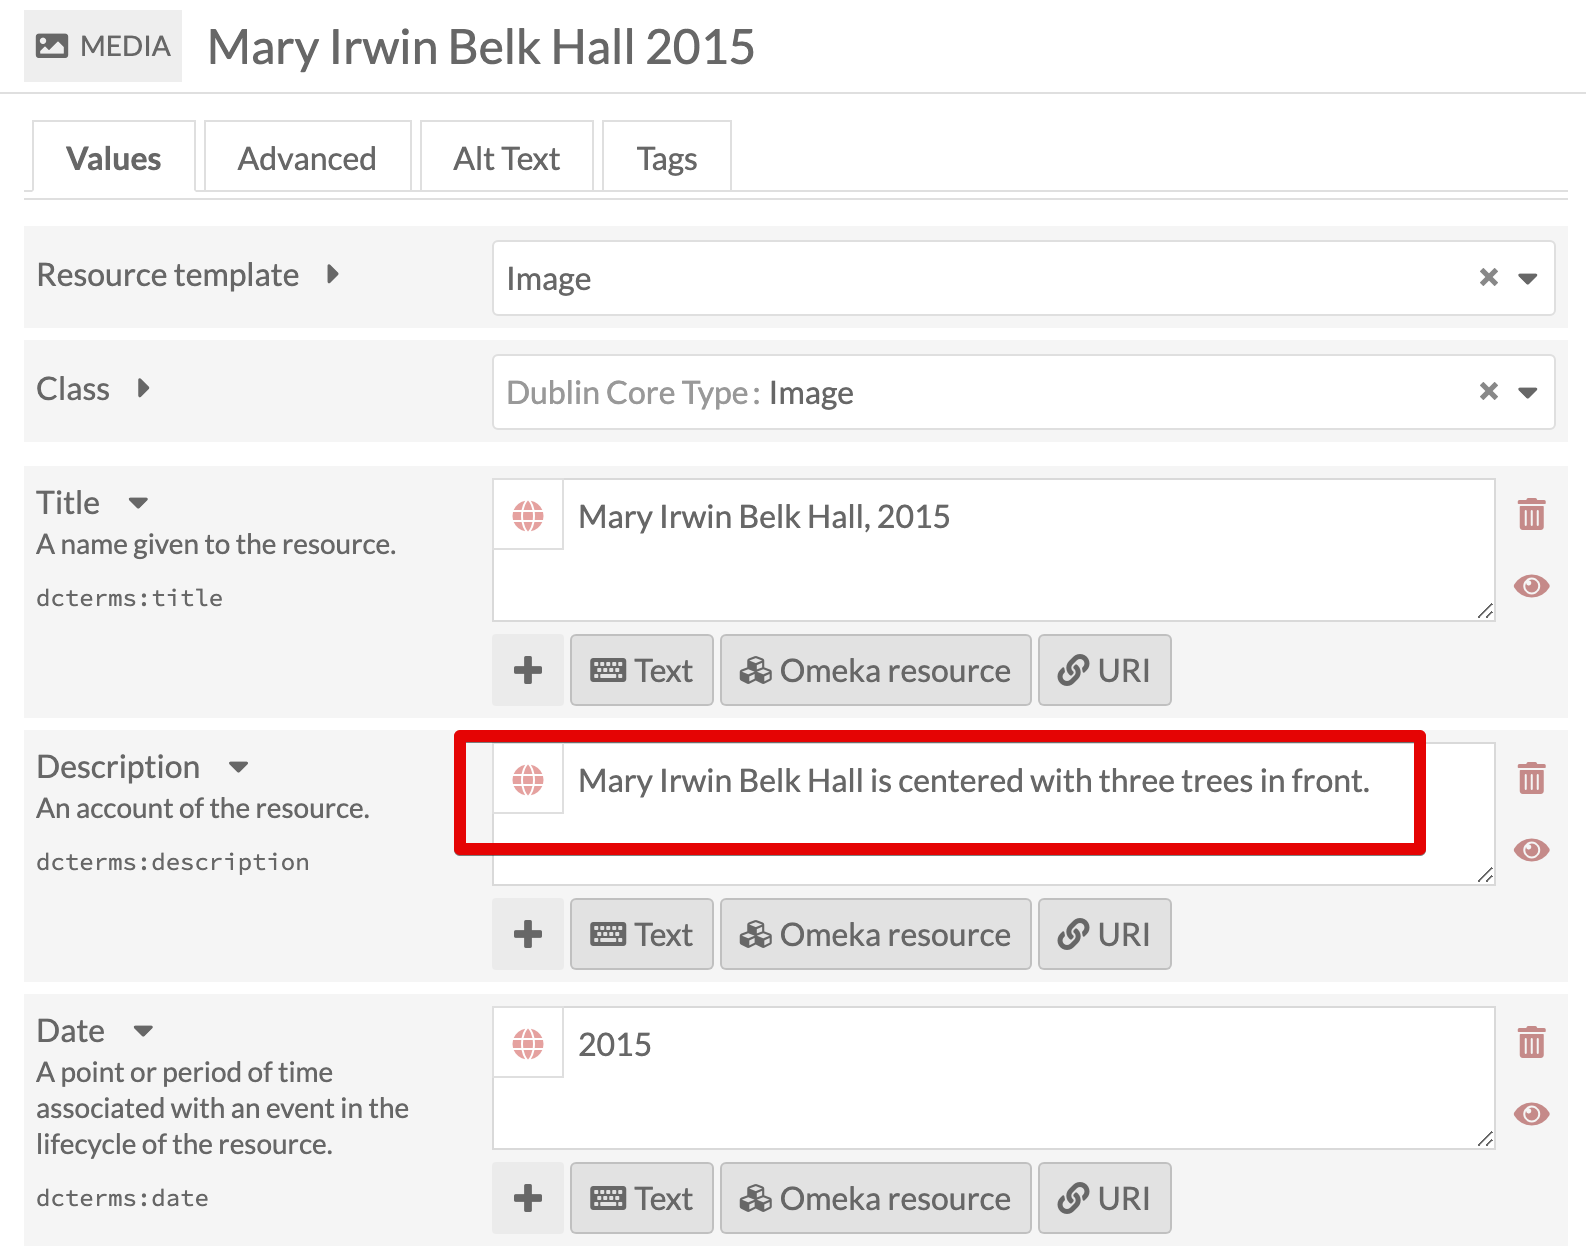 MEDIA Mary Irwin Belk Hall 2015
Values Advanced Alt Text Tags
Resource template
Image
Class
Dublin Core Type: Image
Title
A name given to the resource.
dcterms:title
Mary Irwin Belk Hall, 2015
Text Omeka resource URI
Description
An account of the resource.
dcterms:description
Mary Irwin Belk Hall is centered with three trees in front.
Text Omeka resource URI
Date
A point or period of time
associated with an event in the
lifecycle of the resource.
dcterms:date
2015
Text Omeka resource URI